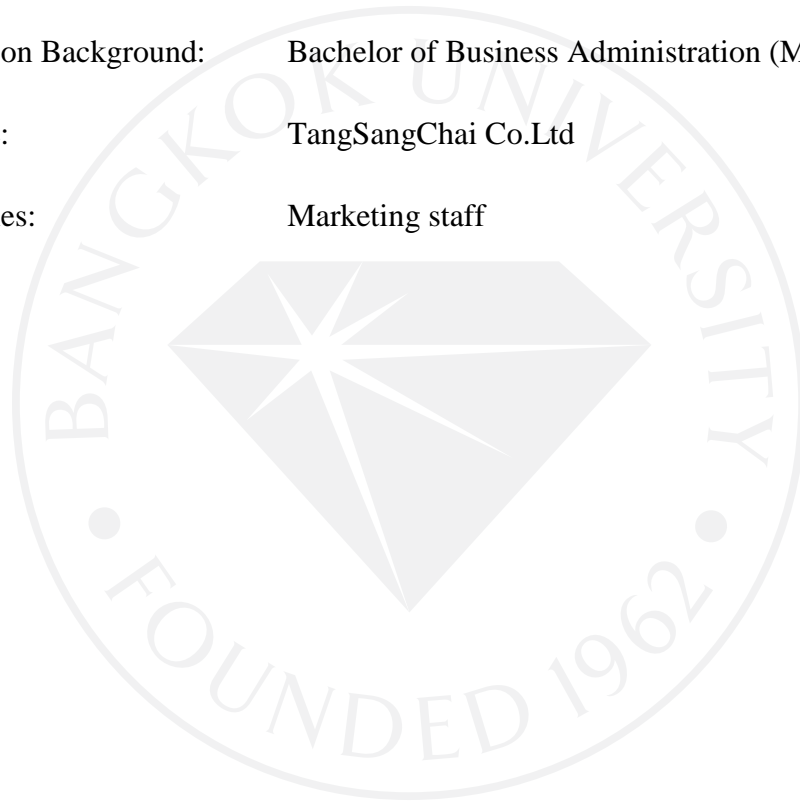 on Background: Bachelor of Business Administration (M
: TangSangChai Co.Ltd
es: Marketing staff
BANGKOK UNIVERSITY
• FOUNDED 1962 •